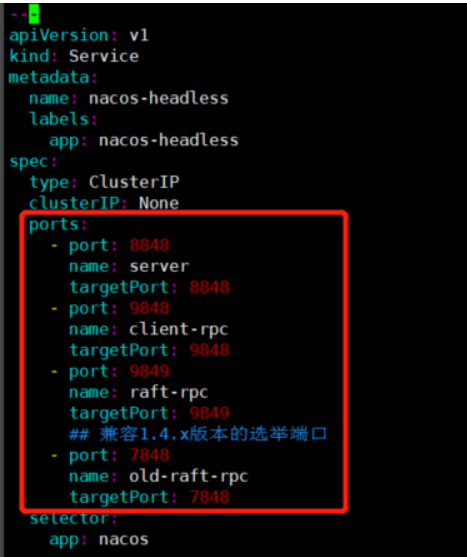 ---
apiVersion: v1
kind: Service
metadata:
  name: nacos-headless
  labels:
    app: nacos-headless
spec:
  type: ClusterIP
  clusterIP: None
  ports:
    - port: 8848
      name: server
      targetPort: 8848
    - port: 9848
      name: client-rpc
      targetPort: 9848
    - port: 9849
      name: raft-rpc
      targetPort: 9849
      ## 兼容1.4.x版本的选举端口
    - port: 7848
      name: old-raft-rpc
      targetPort: 7848
  selector:
    app: nacos